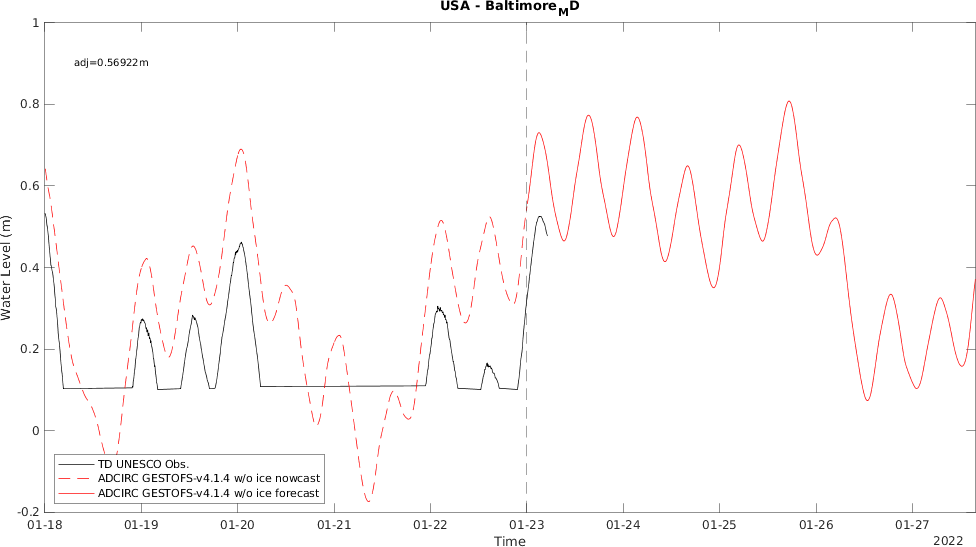 USA - BaltimoreMD
1
adj=0.56922m
0.8
0.6
0.4
0.2
0
-0.2
Water Level (m)
TD UNESCO Obs.
ADCIRC GESTOFS-v4.1.4 w/o ice nowcast
ADCIRC GESTOFS-v4.1.4 w/o ice forecast
01-18 01-19 01-20 01-21 01-22 01-23 01-24 01-25 01-26 01-27
Time
2022